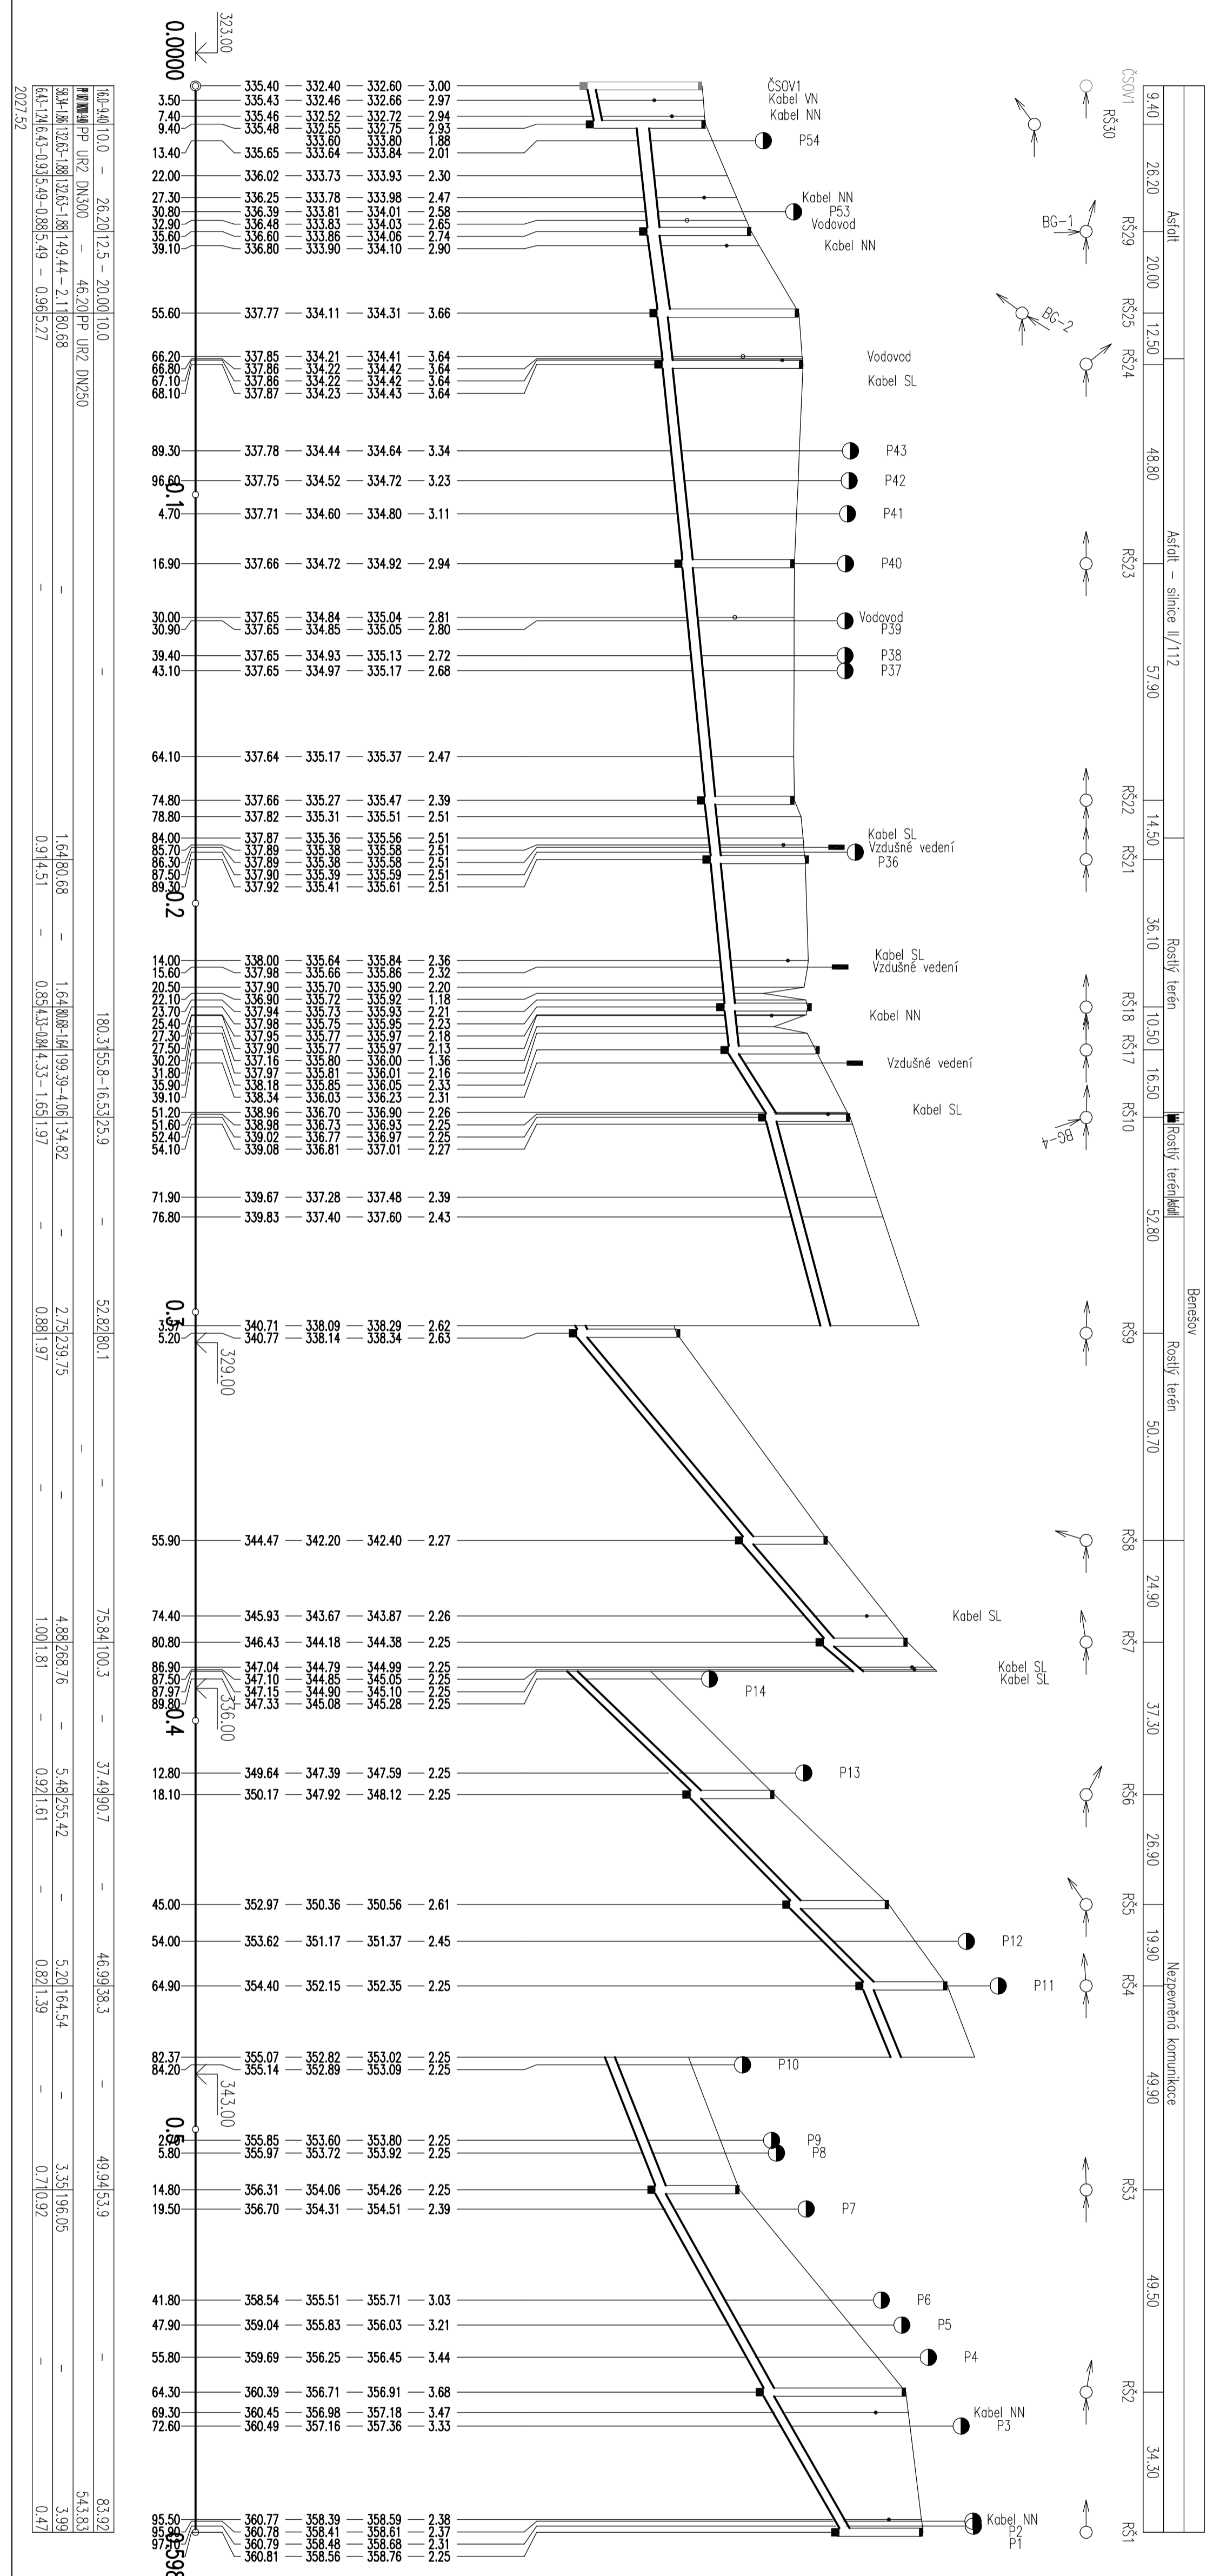 Benešov
Asfalt
Asfalt – silnice II/112
Rostlý terén
Rostlý terén
Asfalt
Rostlý terén
Nezpevněná komunikace
9.40 26.20 20.00 12.50 48.80 57.90 14.50 36.10 10.50 16.50 52.80 50.70 24.90 37.30 26.90 19.90 49.90 49.50 34.30
ČSOV1 RŠ30 RŠ29 RŠ25 RŠ24 RŠ23 RŠ22 RŠ21 RŠ18 RŠ17 RŠ10 RŠ9 RŠ8 RŠ7 RŠ6 RŠ5 RŠ4 RŠ3 RŠ2 RŠ1
BG-1
BG-2
BG-4
323.00
0.0000
335.40 332.40 332.60 3.00 ČSOV1
3.50 335.43 332.46 332.66 2.97 Kabel VN
7.40 335.46 332.52 332.72 2.94 Kabel NN
9.40 335.48 332.55 332.75 2.93
333.60 333.80 1.88 P54
13.40 335.65 333.64 333.84 2.01
22.00 336.02 333.73 333.93 2.30
27.30 336.25 333.78 333.98 2.47 Kabel NN
30.80 336.39 333.81 334.01 2.58 P53
32.90 336.48 333.83 334.03 2.65 Vodovod
35.60 336.60 333.86 334.06 2.74
39.10 336.80 333.90 334.10 2.90 Kabel NN
55.60 337.77 334.11 334.31 3.66
66.20 337.85 334.21 334.41 3.64 Vodovod
66.80 337.86 334.22 334.42 3.64
67.10 337.86 334.22 334.42 3.64 Kabel SL
68.10 337.87 334.23 334.43 3.64
89.30 337.78 334.44 334.64 3.34 P43
96.60 337.75 334.52 334.72 3.23 P42
0.1
4.70 337.71 334.60 334.80 3.11 P41
16.90 337.66 334.72 334.92 2.94 P40
30.00 337.65 334.84 335.04 2.81 Vodovod
30.90 337.65 334.85 335.05 2.80 P39
39.40 337.65 334.93 335.13 2.72 P38
43.10 337.65 334.97 335.17 2.68 P37
64.10 337.64 335.17 335.37 2.47
74.80 337.66 335.27 335.47 2.39
78.80 337.82 335.31 335.51 2.51
84.00 337.87 335.36 335.56 2.51 Kabel SL
85.70 337.89 335.38 335.58 2.51 Vzdušné vedení
86.30 337.89 335.38 335.58 2.51 P36
87.50 337.90 335.39 335.59 2.51
89.30 337.92 335.41 335.61 2.51
0.2
14.00 338.00 335.64 335.84 2.36 Kabel SL
15.60 337.98 335.66 335.86 2.32 Vzdušné vedení
20.50 337.90 335.70 335.90 2.20
22.10 336.90 335.72 335.92 1.18
23.70 337.94 335.73 335.93 2.21
25.40 337.98 335.75 335.95 2.23 Kabel NN
27.30 337.95 335.77 335.97 2.18
27.50 337.90 335.77 335.97 2.13
30.20 337.16 335.80 336.00 1.36
31.80 337.97 335.81 336.01 2.16 Vzdušné vedení
35.90 338.18 335.85 336.05 2.33
39.10 338.34 336.03 336.23 2.31
51.20 338.96 336.70 336.90 2.26 Kabel SL
51.60 338.98 336.73 336.93 2.25
52.40 339.02 336.77 336.97 2.25
54.10 339.08 336.81 337.01 2.27
71.90 339.67 337.28 337.48 2.39
76.80 339.83 337.40 337.60 2.43
0.3
340.71 338.09 338.29 2.62
5.20 340.77 338.14 338.34 2.63
329.00
55.90 344.47 342.20 342.40 2.27
74.40 345.93 343.67 343.87 2.26 Kabel SL
80.80 346.43 344.18 344.38 2.25
86.90 347.04 344.79 344.99 2.25 Kabel SL
87.50 347.10 344.85 345.05 2.25 Kabel SL
87.97 347.15 344.90 345.10 2.25 P14
89.80 347.33 345.08 345.28 2.25
336.00
0.4
12.80 349.64 347.39 347.59 2.25 P13
18.10 350.17 347.92 348.12 2.25
45.00 352.97 350.36 350.56 2.61
54.00 353.62 351.17 351.37 2.45 P12
64.90 354.40 352.15 352.35 2.25 P11
82.37 355.07 352.82 353.02 2.25
84.20 355.14 352.89 353.09 2.25 P10
343.00
0.5
355.85 353.60 353.80 2.25 P9
5.80 355.97 353.72 353.92 2.25 P8
14.80 356.31 354.06 354.26 2.25
19.50 356.70 354.31 354.51 2.39 P7
41.80 358.54 355.51 355.71 3.03 P6
47.90 359.04 355.83 356.03 3.21 P5
55.80 359.69 356.25 356.45 3.44 P4
64.30 360.39 356.71 356.91 3.68
69.30 360.45 356.98 357.18 3.47 Kabel NN
72.60 360.49 357.16 357.36 3.33 P3
95.50 360.77 358.39 358.59 2.38 Kabel NN
360.78 358.41 358.61 2.37 P2
360.79 358.48 358.68 2.31 P1
360.81 358.56 358.76 2.25
16.0-9.40 10.0 – 26.20 12.5 – 20.00 10.0 – 180.31 55.8-16.53 25.9 – 52.82 80.1 – 75.84 100.3 – 37.49 90.7 – 46.99 38.3 – 49.94 53.9 – 83.92
PP UR2 DN300 – 46.20 PP UR2 DN250 – 543.83
58.34-1.86 132.63-1.88 132.63-1.88 149.44 – 2.11 80.68 – 1.64 80.68 – 1.64 80.68-1.64 199.39-4.06 134.82 – 2.75 239.75 – 4.88 268.76 – 5.48 255.42 – 5.20 164.54 – 3.35 196.05 – 3.99
6.43-1.24 6.43-0.93 5.49-0.88 5.49 – 0.96 5.27 – 0.91 4.51 – 0.85 4.33-0.84 4.33-1.65 1.97 – 0.88 1.97 – 1.00 1.81 – 0.92 1.61 – 0.82 1.39 – 0.71 0.92 – 0.47
2027.52